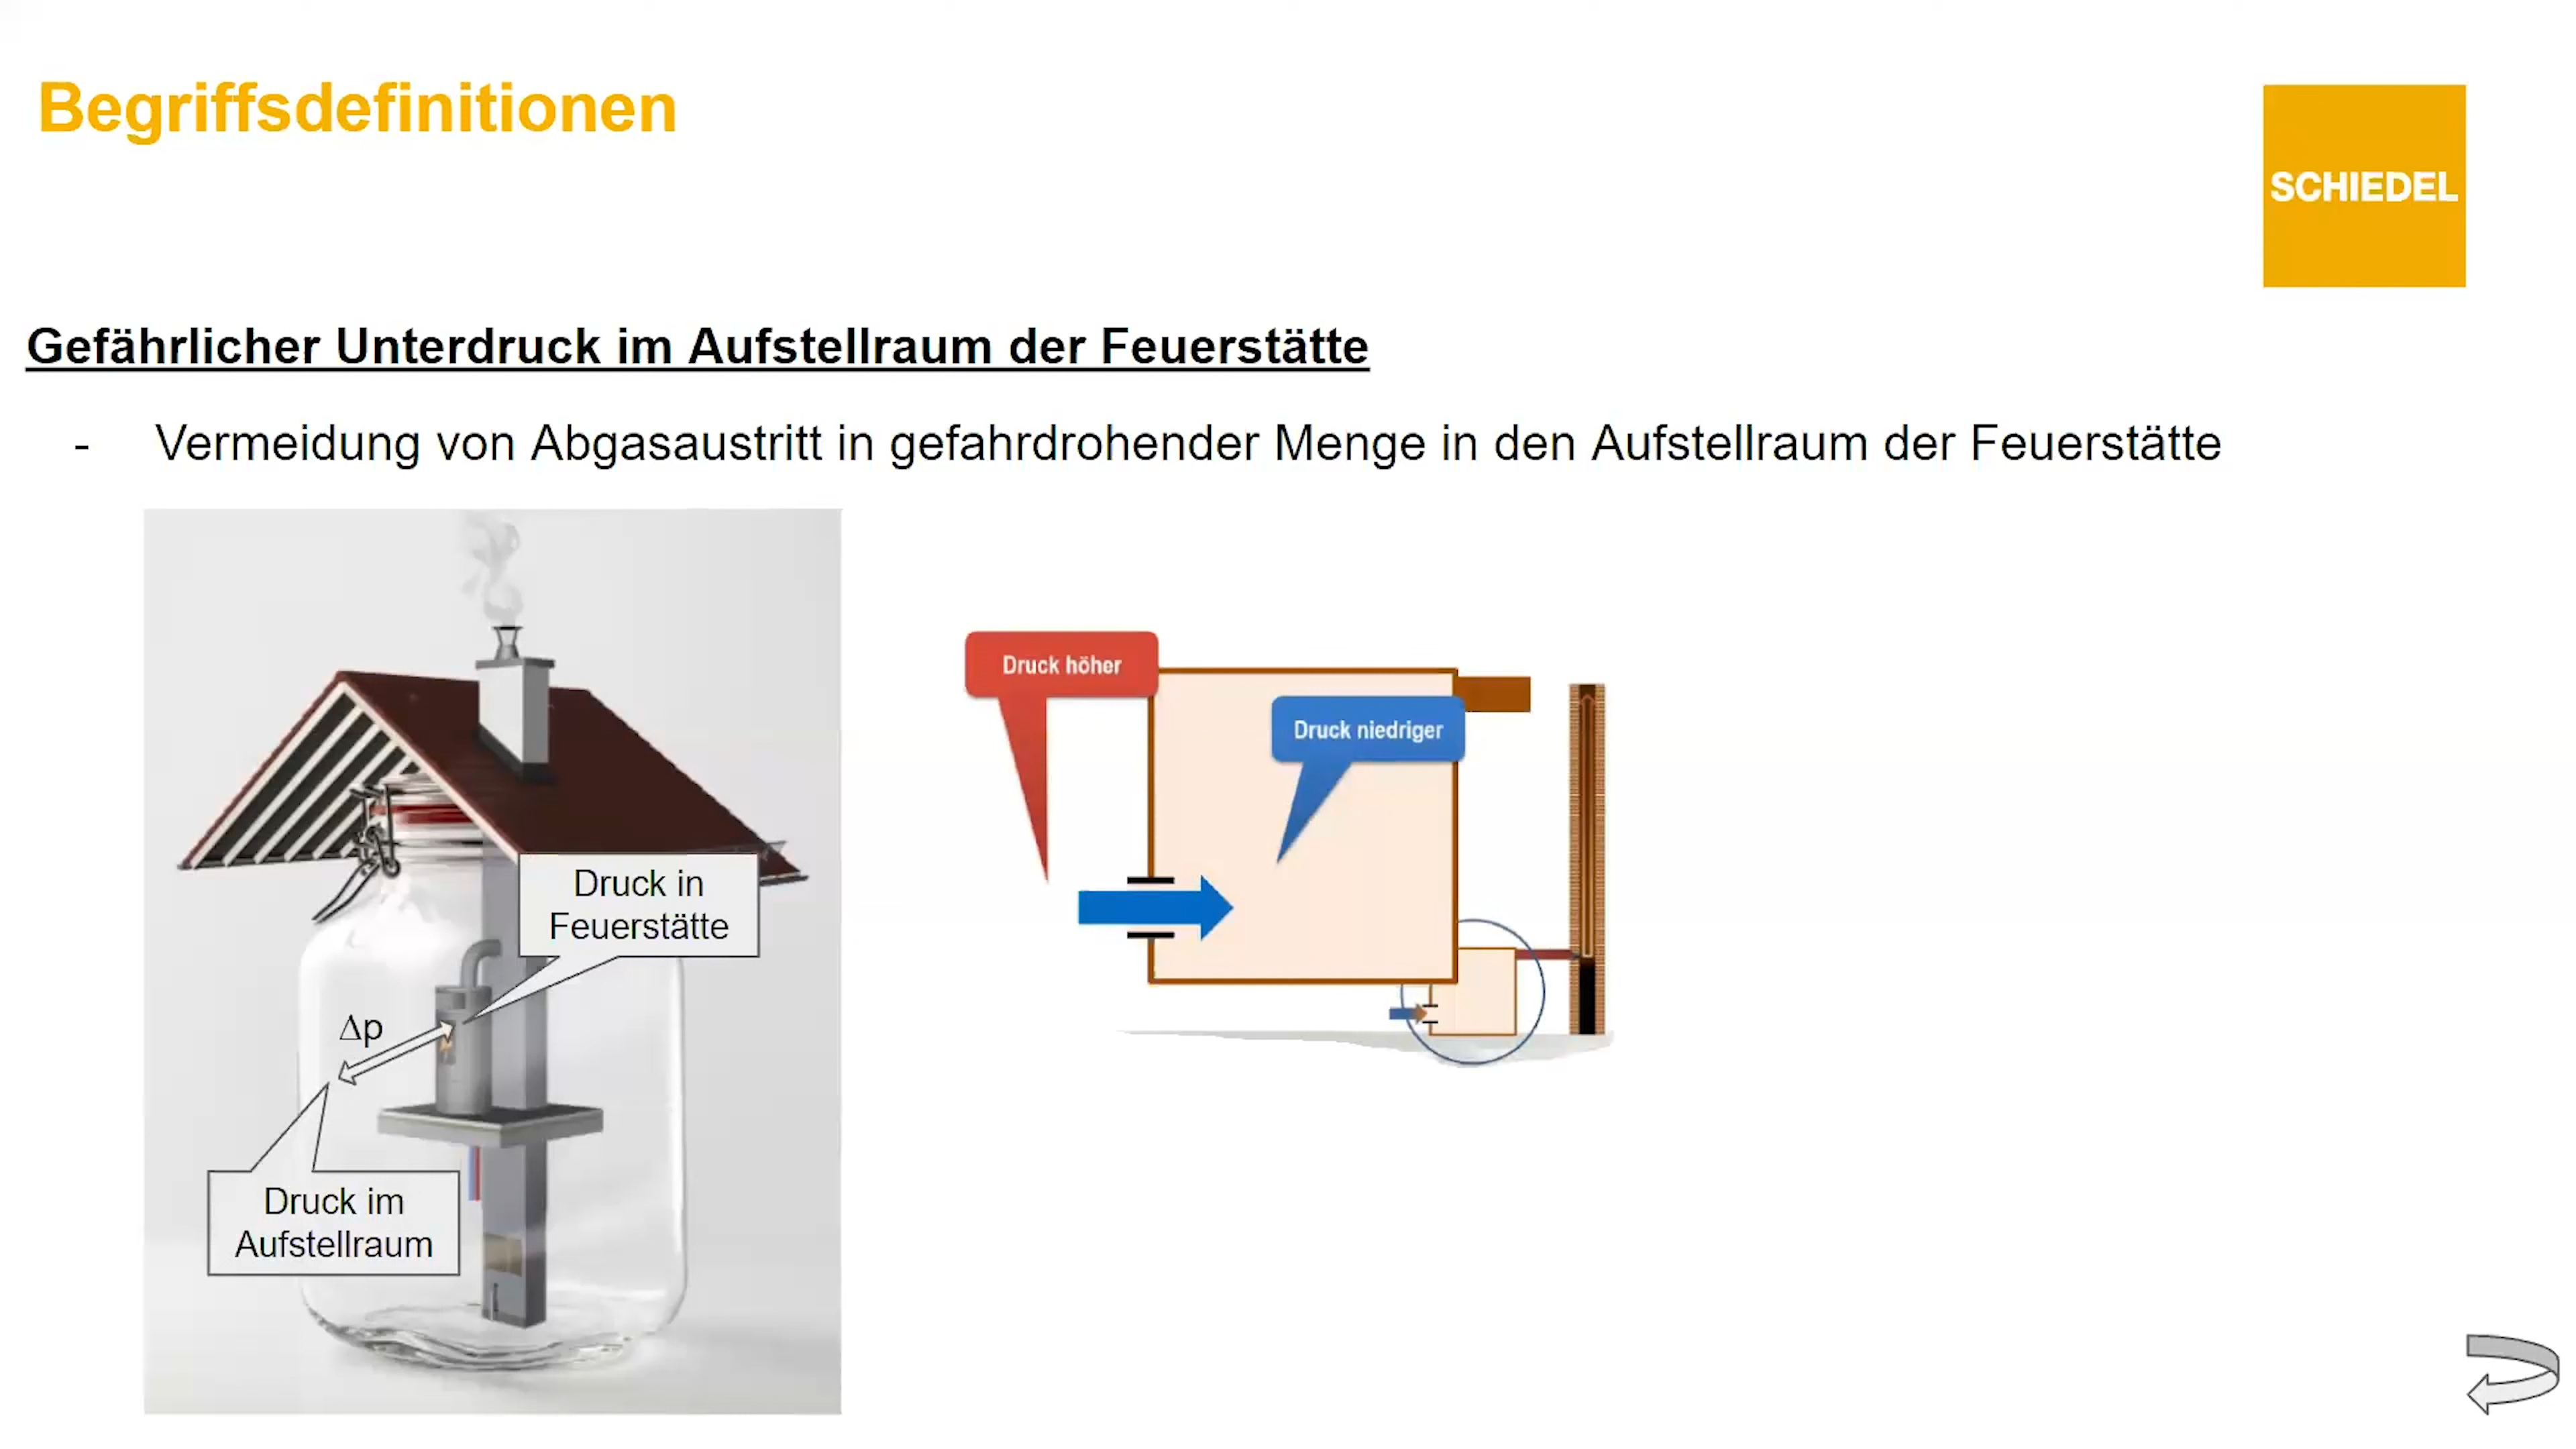 Begriffsdefinitionen
SCHIEDEL
Gefährlicher Unterdruck im Aufstellraum der Feuerstätte
- Vermeidung von Abgasaustritt in gefahrdrohender Menge in den Aufstellraum der Feuerstätte
Druck in
Feuerstätte
Δp
Druck im
Aufstellraum
Druck höher
Druck niedriger